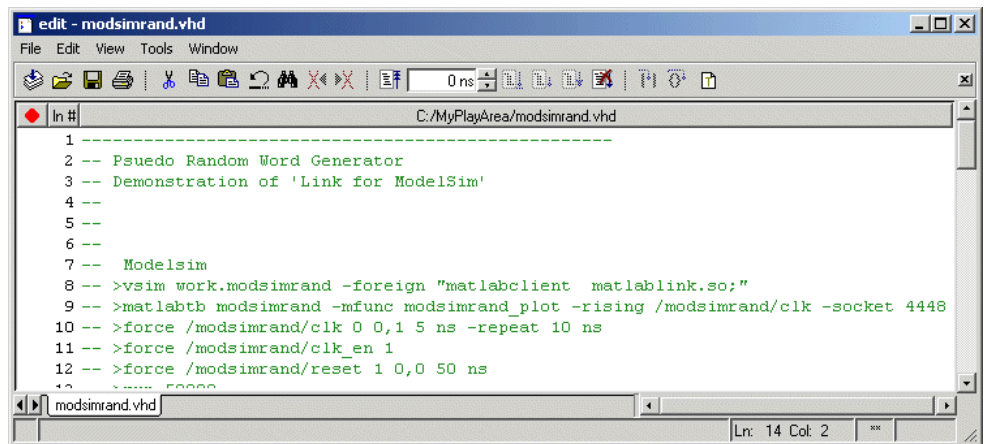 edit - modsimrand.vhd
File Edit View Tools Window
0 ns
ln # C:/MyPlayArea/modsimrand.vhd
1 ---------------------------------------------------
2 -- Psuedo Random Word Generator
3 -- Demonstration of 'Link for ModelSim'
4 --
5 --
6 --
7 --  Modelsim
8 -- >vsim work.modsimrand -foreign "matlabclient  matlablink.so;"
9 -- >matlabtb modsimrand -mfunc modsimrand_plot -rising /modsimrand/clk -socket 4448
10 -- >force /modsimrand/clk 0 0,1 5 ns -repeat 10 ns
11 -- >force /modsimrand/clk_en 1
12 -- >force /modsimrand/reset 1 0,0 50 ns
modsimrand.vhd
Ln: 14 Col: 2